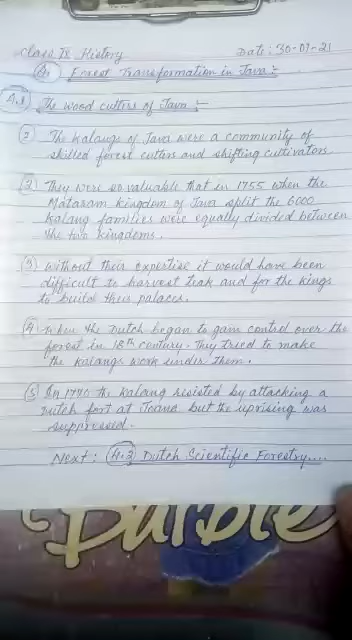 Class IX History Date: 30-07-21
Forest Transformation in Java :-
4.1 The wood cutters of Java :-
① The Kalangs of Java were a community of
skilled forest cutters and shifting cultivators
② They were so valuable that in 1755 when the
Mataram kingdom of Java split the 6000
Kalang families were equally divided between
the two kingdoms.
③ Without their expertise it would have been
difficult to harvest teak and for the kings
to build their palaces.
④ When the Dutch began to gain control over the
forest in 18th century. They tried to make
the kalangs work under them.
⑤ In 1770 the Kalang resisted by attacking a
Dutch fort at Joana but the uprising was
suppressed.
Next : 4.2 Dutch Scientific Forestry....
Barbie